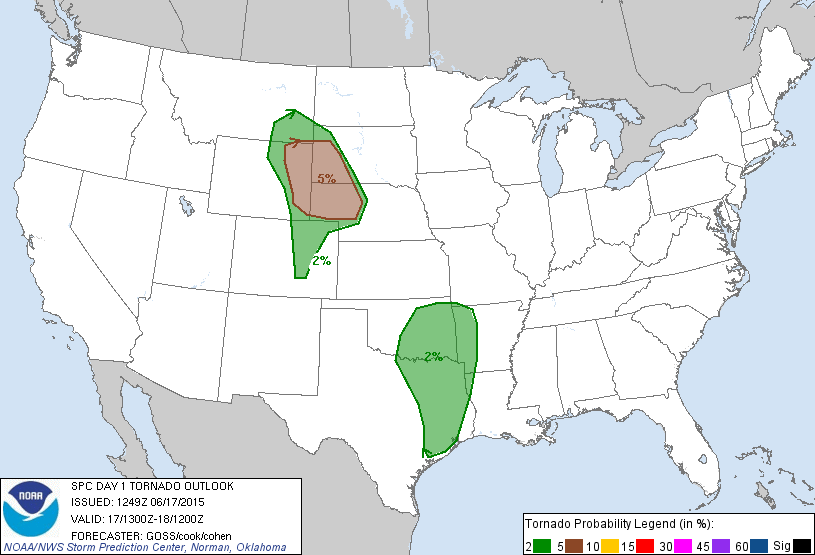 5%
2%
2%
NOAA
SPC DAY 1 TORNADO OUTLOOK
ISSUED: 1249Z 06/17/2015
VALID: 17/1300Z-18/1200Z
FORECASTER: GOSS/cook/cohen
NOAA/NWS Storm Prediction Center, Norman, Oklahoma
Tornado Probability Legend (in %):
2 5 10 15 30 45 60 Sig